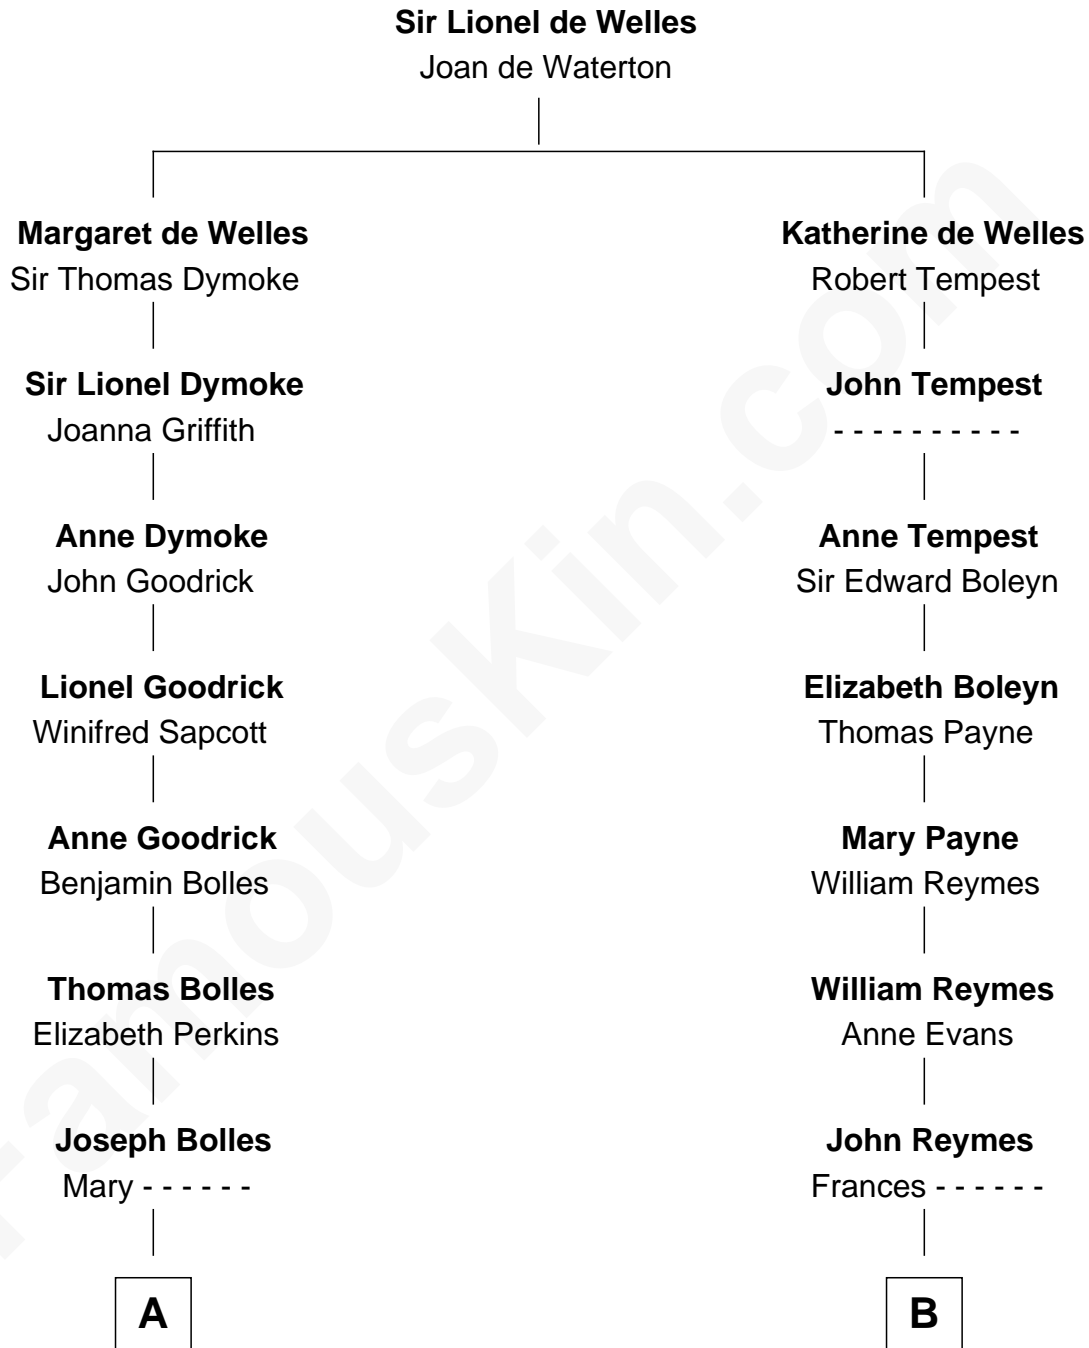 Sir Lionel de Welles
Joan de Waterton
Margaret de Welles
Sir Thomas Dymoke
Katherine de Welles
Robert Tempest
Sir Lionel Dymoke
Joanna Griffith
John Tempest
- - - - - - - - - -
Anne Dymoke
John Goodrick
Anne Tempest
Sir Edward Boleyn
Lionel Goodrick
Winifred Sapcott
Elizabeth Boleyn
Thomas Payne
Anne Goodrick
Benjamin Bolles
Mary Payne
William Reymes
Thomas Bolles
Elizabeth Perkins
William Reymes
Anne Evans
Joseph Bolles
Mary - - - - - -
John Reymes
Frances - - - - - -
A
B
FamousKin.com